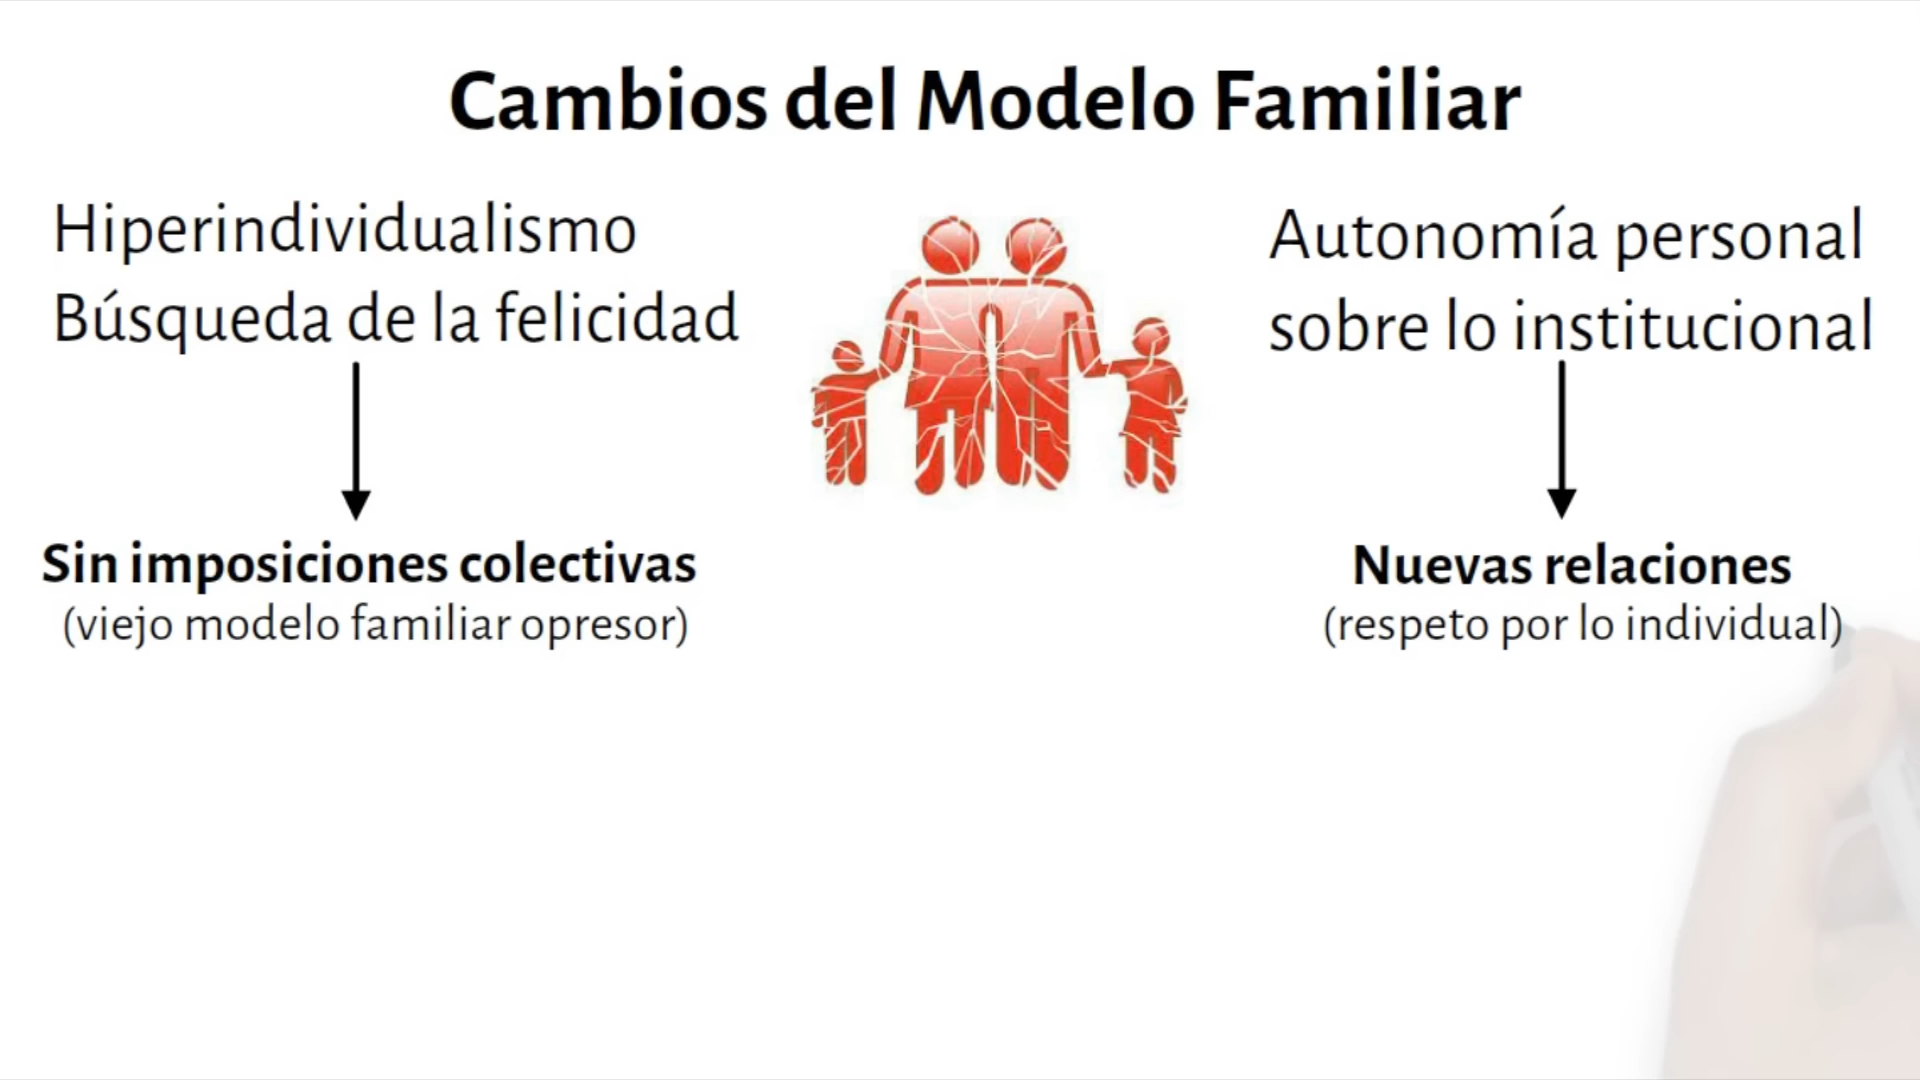 Cambios del Modelo Familiar
Hiperindividualismo
Búsqueda de la felicidad
Sin imposiciones colectivas
(viejo modelo familiar opresor)
Autonomía personal
sobre lo institucional
Nuevas relaciones
(respeto por lo individual)